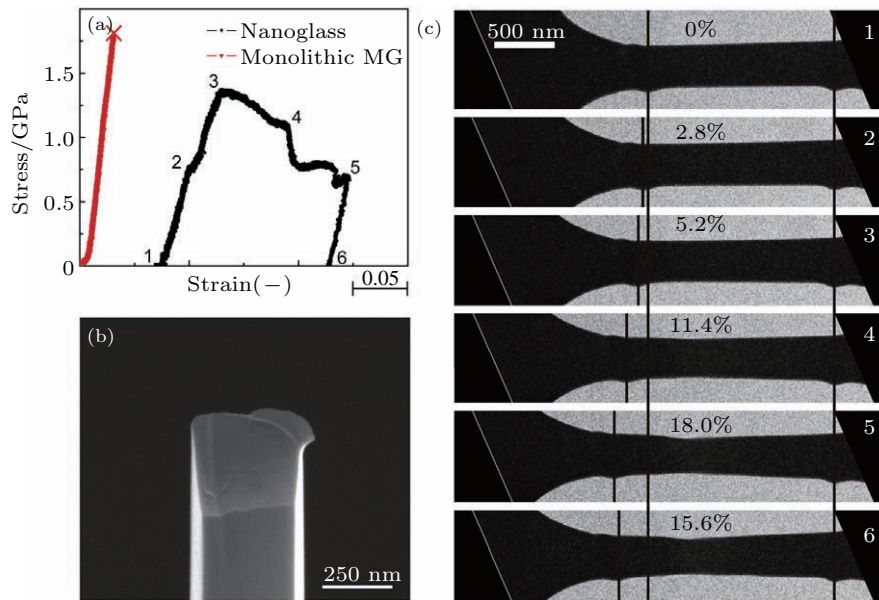 (a)
Nanoglass
Monolithic MG
Stress/GPa
1.5
1.0
0.5
0
1
2
3
4
5
6
Strain(−)
0.05
(b)
250 nm
(c)
500 nm
0%
1
2.8%
2
5.2%
3
11.4%
4
18.0%
5
15.6%
6